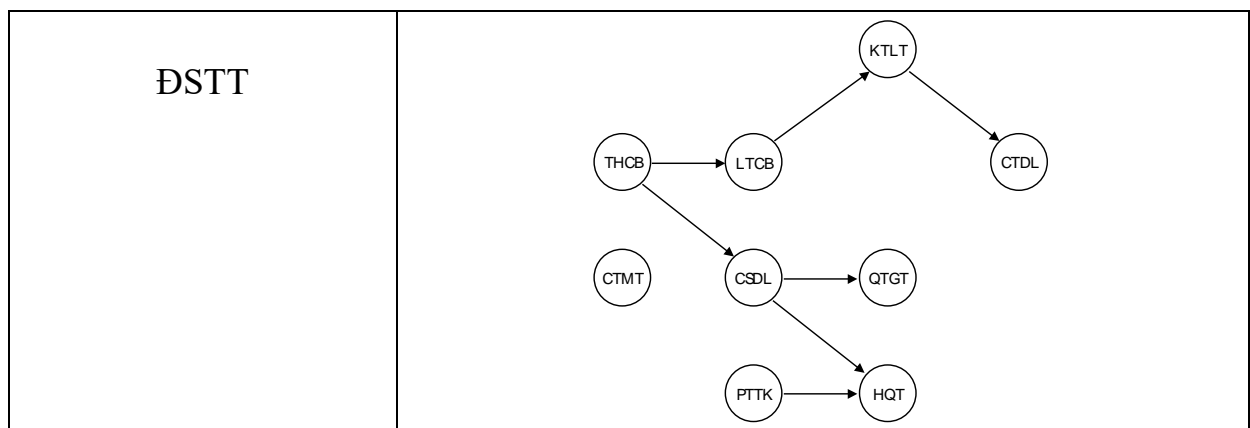 ĐSTT
KTLT
THCB
LTCB
CTDL
CTMT
CSDL
QTGT
PTTK
HQT